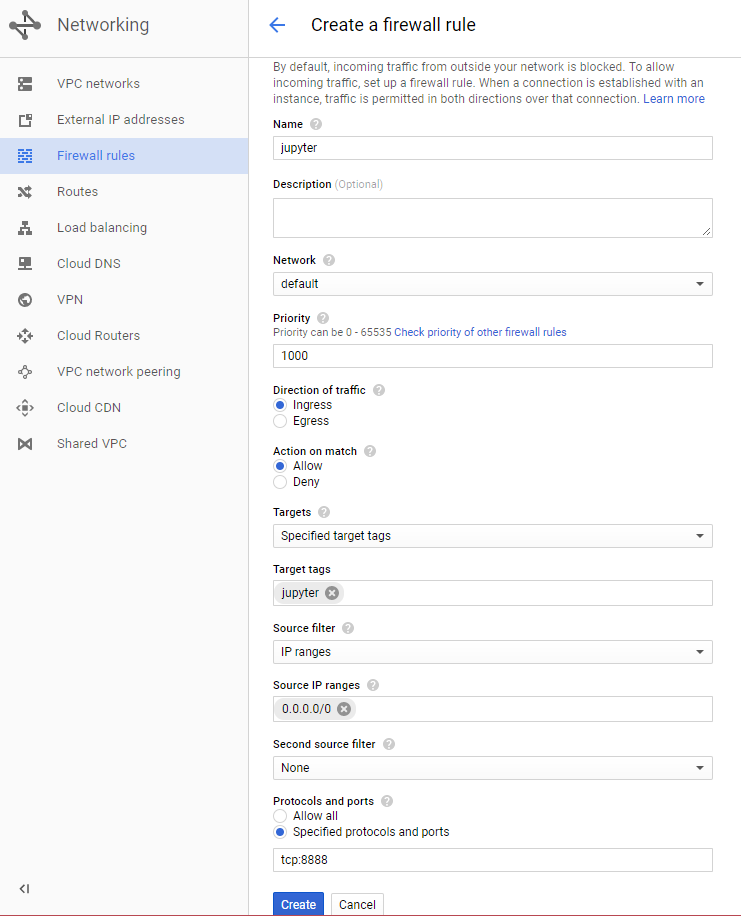 Networking
Create a firewall rule
VPC networks
External IP addresses
Firewall rules
Routes
Load balancing
Cloud DNS
VPN
Cloud Routers
VPC network peering
Cloud CDN
Shared VPC
By default, incoming traffic from outside your network is blocked. To allow
incoming traffic, set up a firewall rule. When a connection is established with an
instance, traffic is permitted in both directions over that connection. Learn more
Name ?
jupyter
Description (Optional)
Network ?
default
Priority ?
Priority can be 0 - 65535 Check priority of other firewall rules
1000
Direction of traffic ?
Ingress
Egress
Action on match ?
Allow
Deny
Targets ?
Specified target tags
Target tags
jupyter
Source filter ?
IP ranges
Source IP ranges ?
0.0.0.0/0
Second source filter ?
None
Protocols and ports ?
Allow all
Specified protocols and ports
tcp:8888
Create Cancel